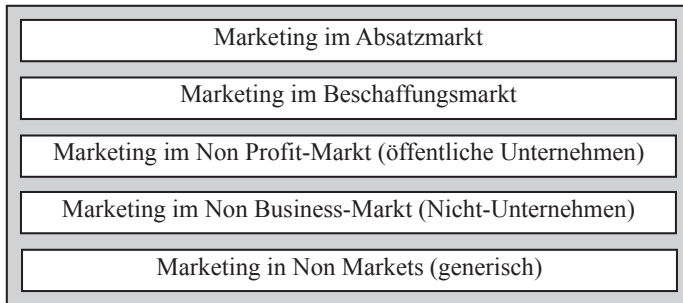 Marketing im Absatzmarkt
Marketing im Beschaffungsmarkt
Marketing im Non Profit-Markt (öffentliche Unternehmen)
Marketing im Non Business-Markt (Nicht-Unternehmen)
Marketing in Non Markets (generisch)